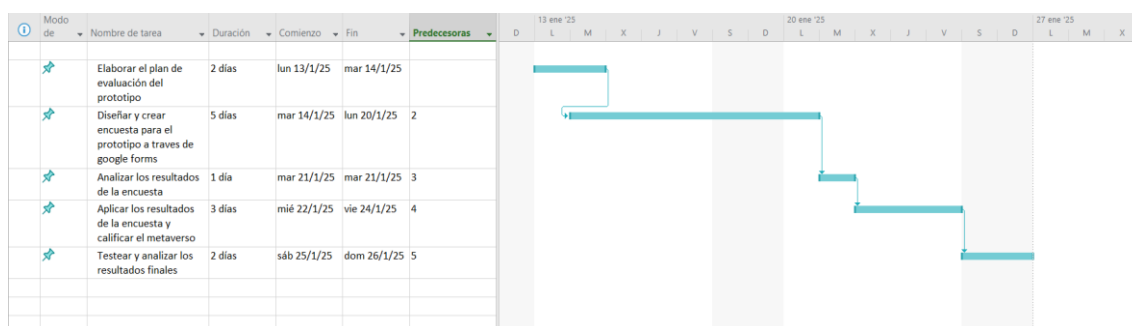 13 ene '25 20 ene '25 27 ene '25
Modo de Nombre de tarea Duración Comienzo Fin Predecesoras
D L M X J V S D L M X J V S D L M X
Elaborar el plan de 2 días lun 13/1/25 mar 14/1/25
evaluación del
prototipo
Diseñar y crear 5 días mar 14/1/25 lun 20/1/25 2
encuesta para el
prototipo a traves de
google forms
Analizar los resultados 1 día mar 21/1/25 mar 21/1/25 3
de la encuesta
Aplicar los resultados 3 días mié 22/1/25 vie 24/1/25 4
de la encuesta y
calificar el metaverso
Testear y analizar los 2 días sáb 25/1/25 dom 26/1/25 5
resultados finales